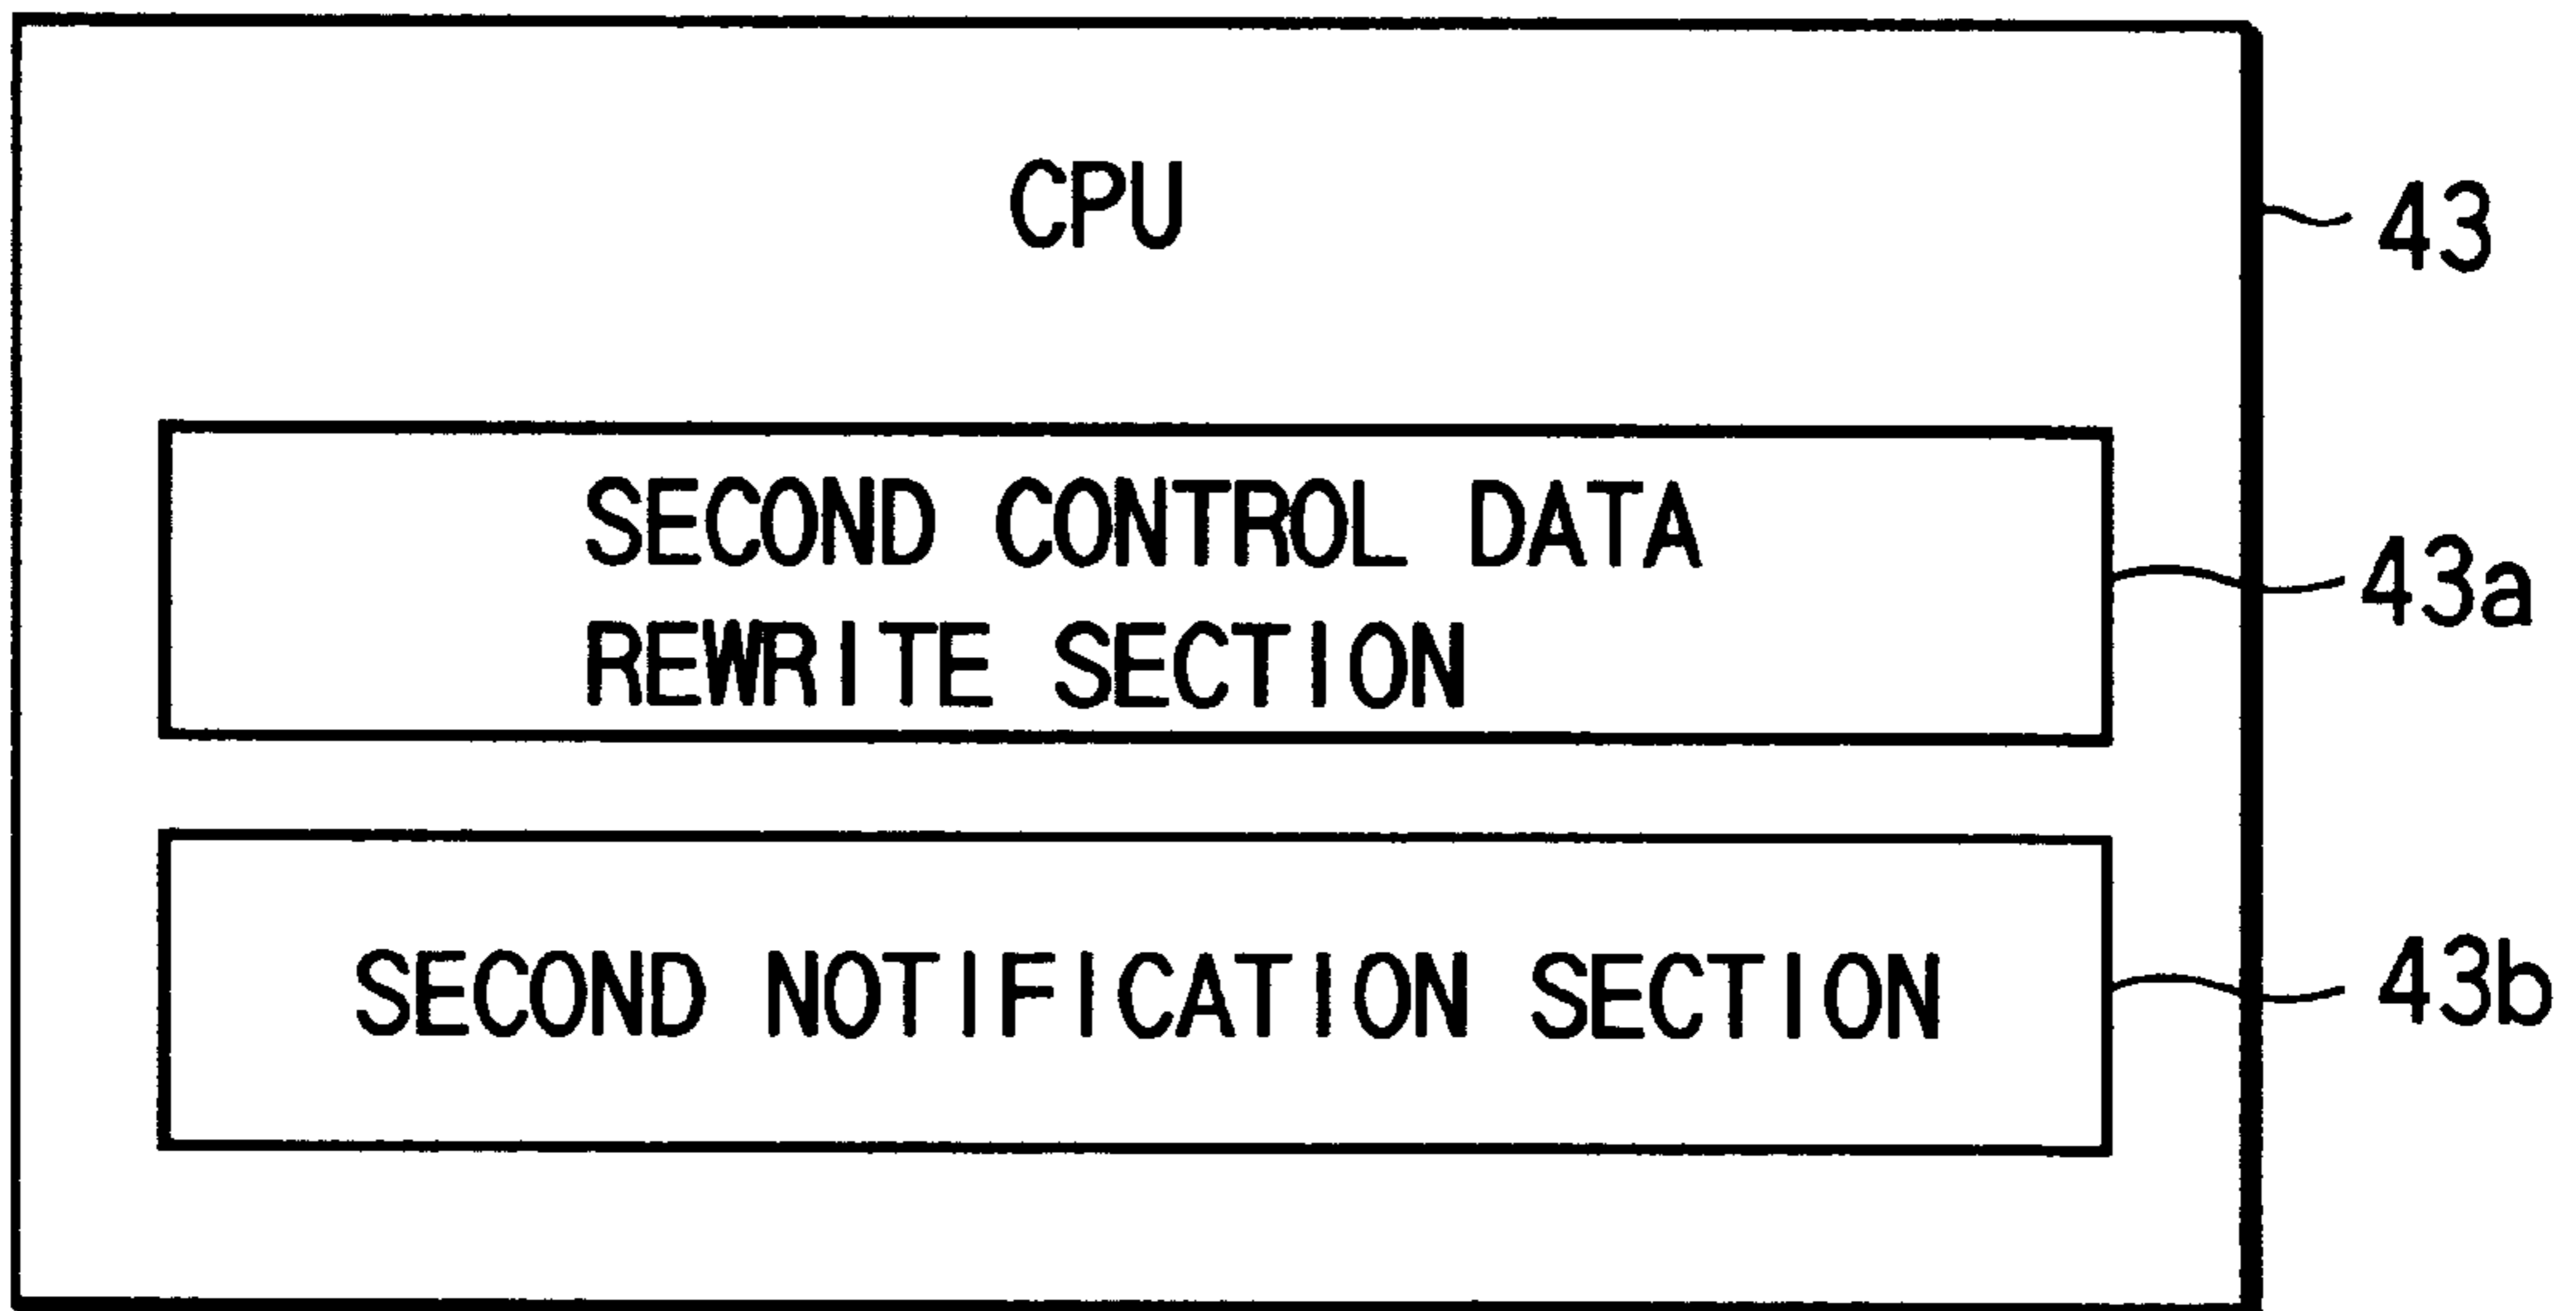 CPU
43
SECOND CONTROL DATA
REWRITE SECTION
43a
SECOND NOTIFICATION SECTION
43b